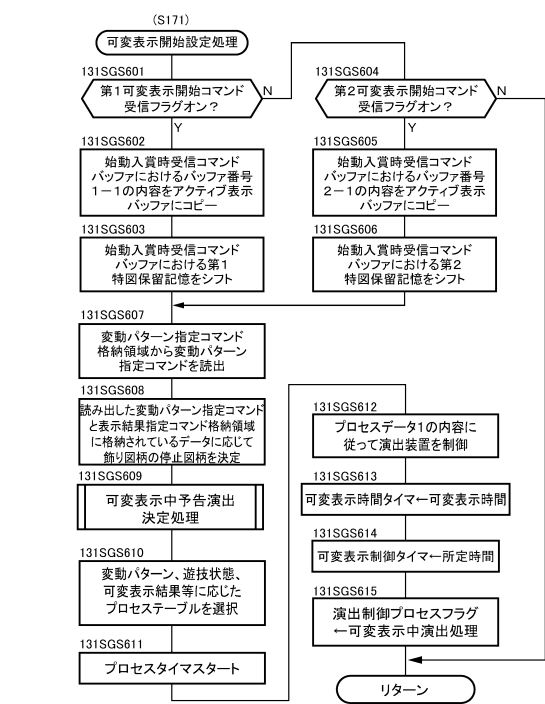 (S171)
可変表示開始設定処理
131SGS601
第1可変表示開始コマンド
受信フラグオン？
N
Y
131SGS602
始動入賞時受信コマンド
バッファにおけるバッファ番号
1－1の内容をアクティブ表示
バッファにコピー
131SGS603
始動入賞時受信コマンド
バッファにおける第1
特図保留記憶をシフト
131SGS604
第2可変表示開始コマンド
受信フラグオン？
N
Y
131SGS605
始動入賞時受信コマンド
バッファにおけるバッファ番号
2－1の内容をアクティブ表示
バッファにコピー
131SGS606
始動入賞時受信コマンド
バッファにおける第2
特図保留記憶をシフト
131SGS607
変動パターン指定コマンド
格納領域から変動パターン
指定コマンドを読出
131SGS608
読み出した変動パターン指定コマンド
と表示結果指定コマンド格納領域
に格納されているデータに応じて
飾り図柄の停止図柄を決定
131SGS609
可変表示中予告演出
決定処理
131SGS610
変動パターン、遊技状態、
可変表示結果等に応じた
プロセステーブルを選択
131SGS611
プロセスタイマスタート
131SGS612
プロセスデータ1の内容に
従って演出装置を制御
131SGS613
可変表示時間タイマ←可変表示時間
131SGS614
可変表示制御タイマ←所定時間
131SGS615
演出制御プロセスフラグ
←可変表示中演出処理
リターン